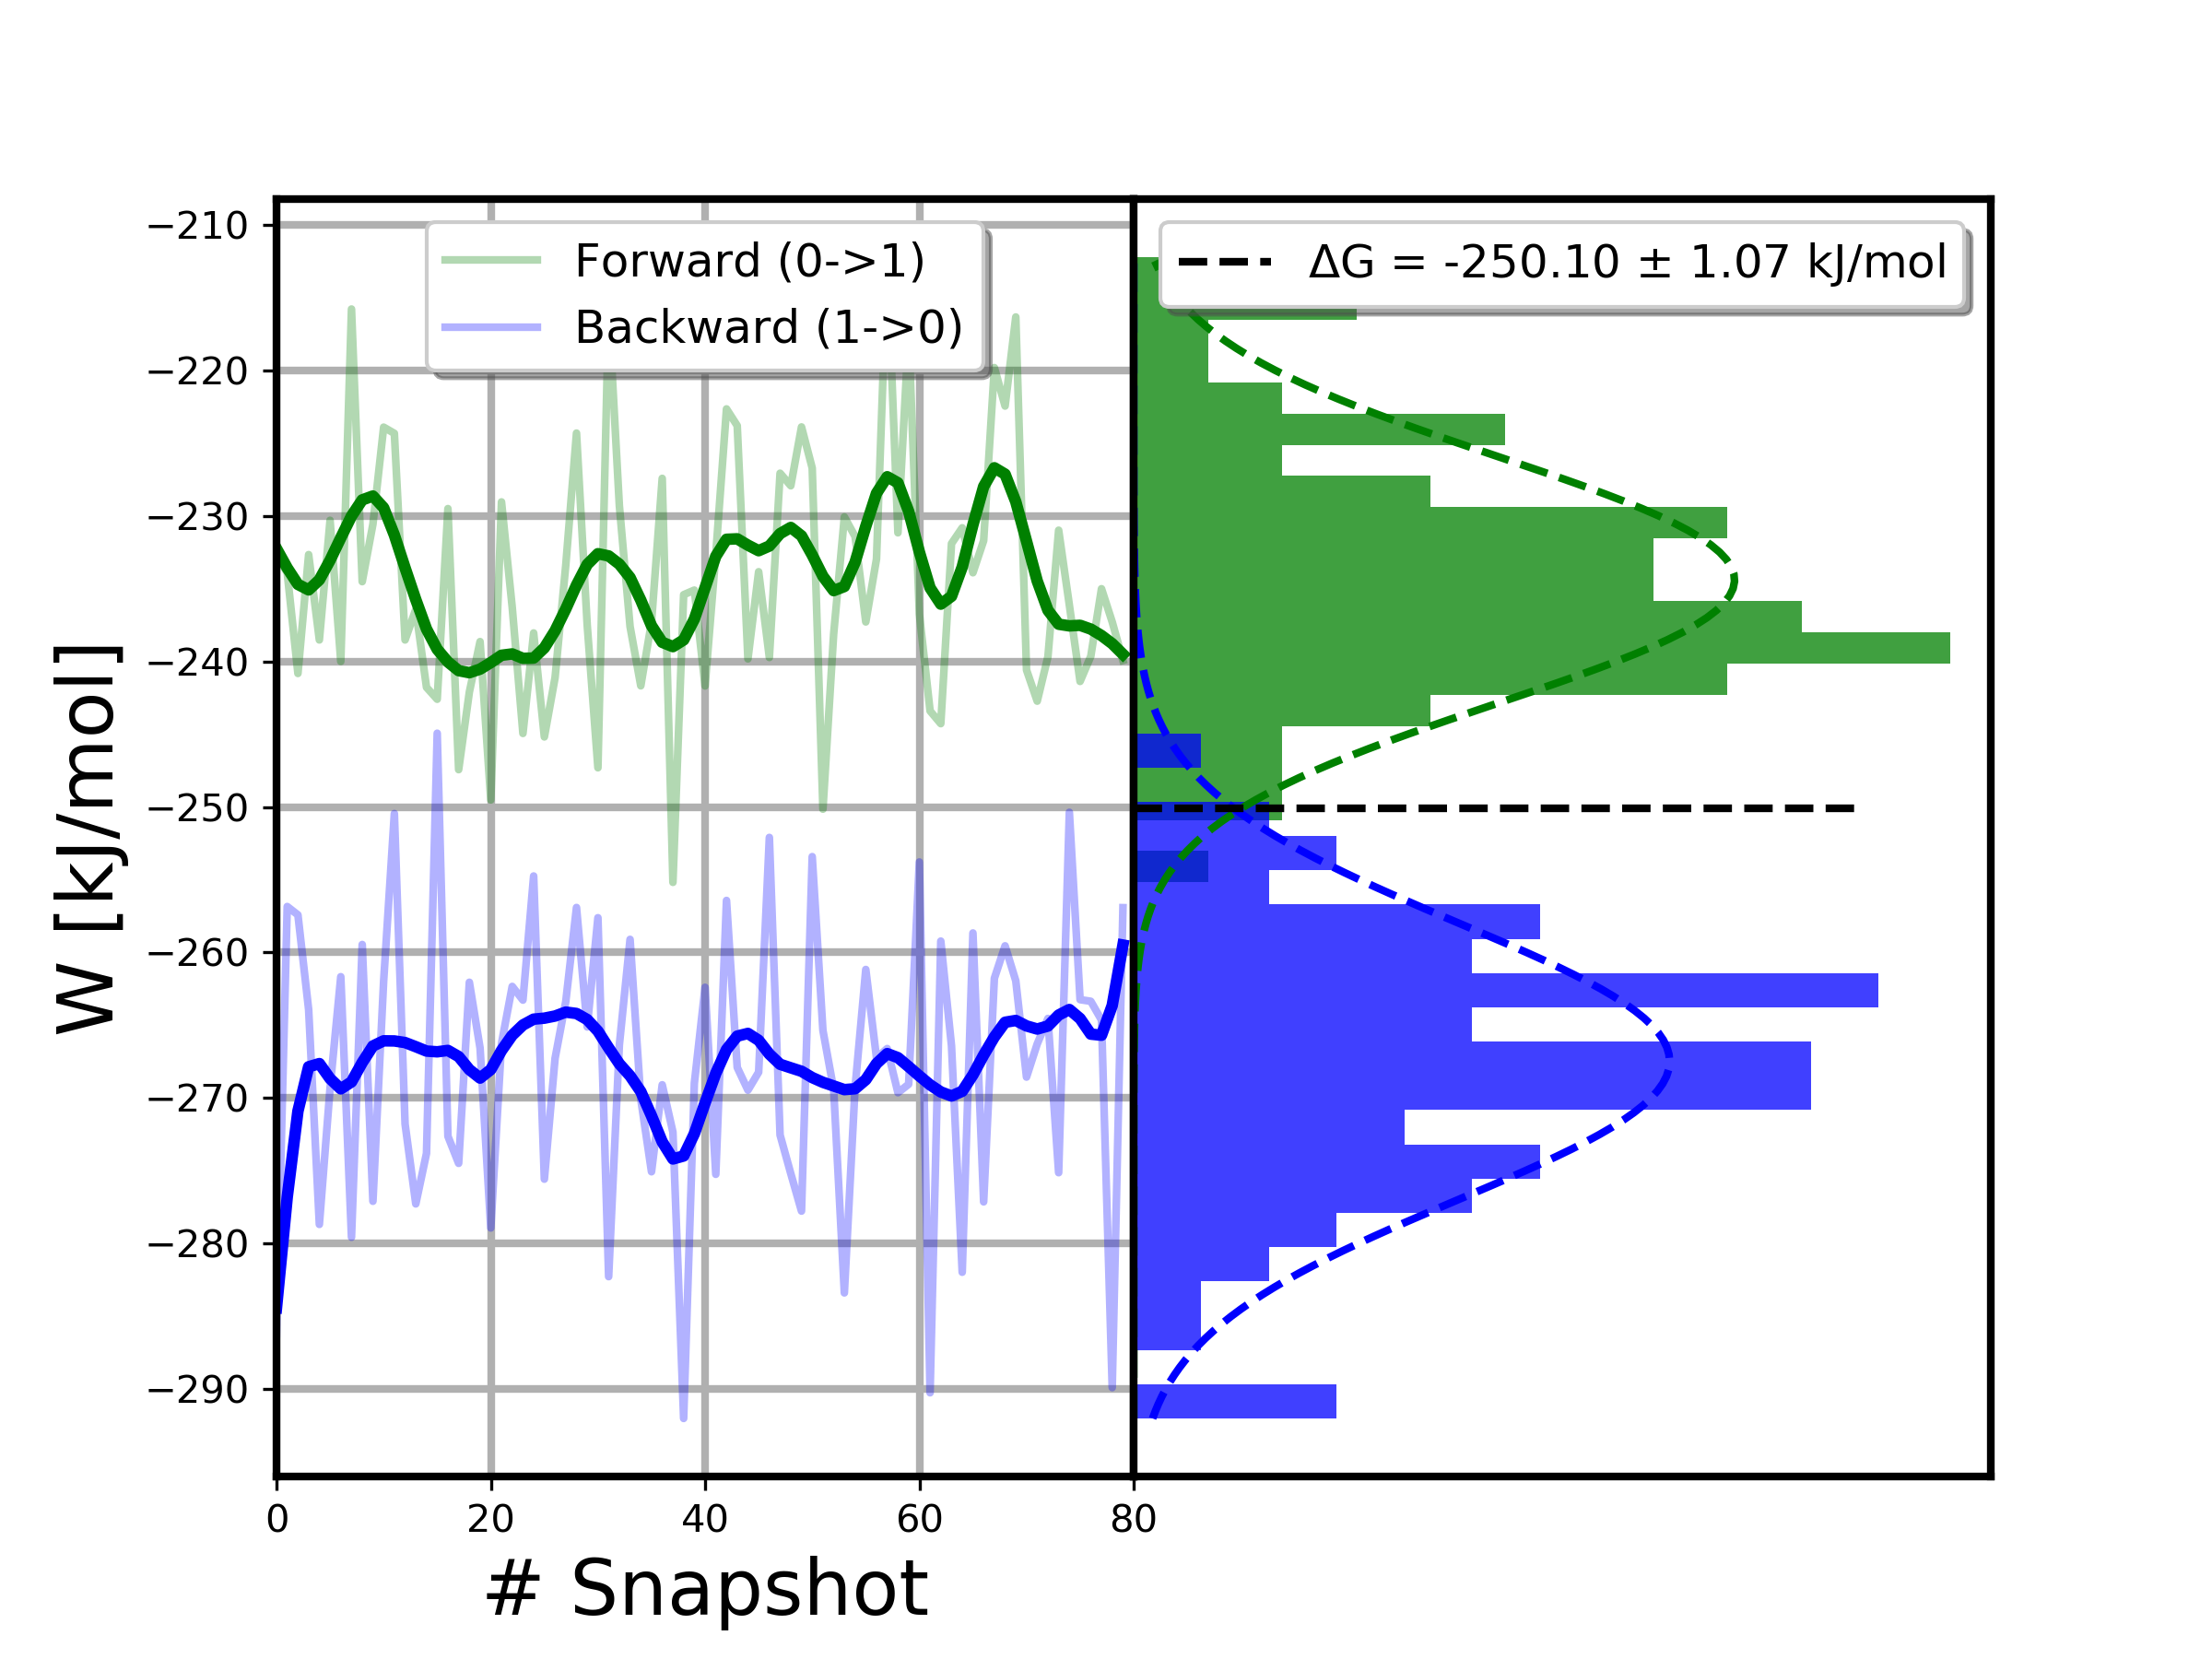 Forward (0->1)
Backward (1->0)
ΔG = -250.10 ± 1.07 kJ/mol
W [kJ/mol]
−210
−220
−230
−240
−250
−260
−270
−280
−290
0 20 40 60 80
# Snapshot